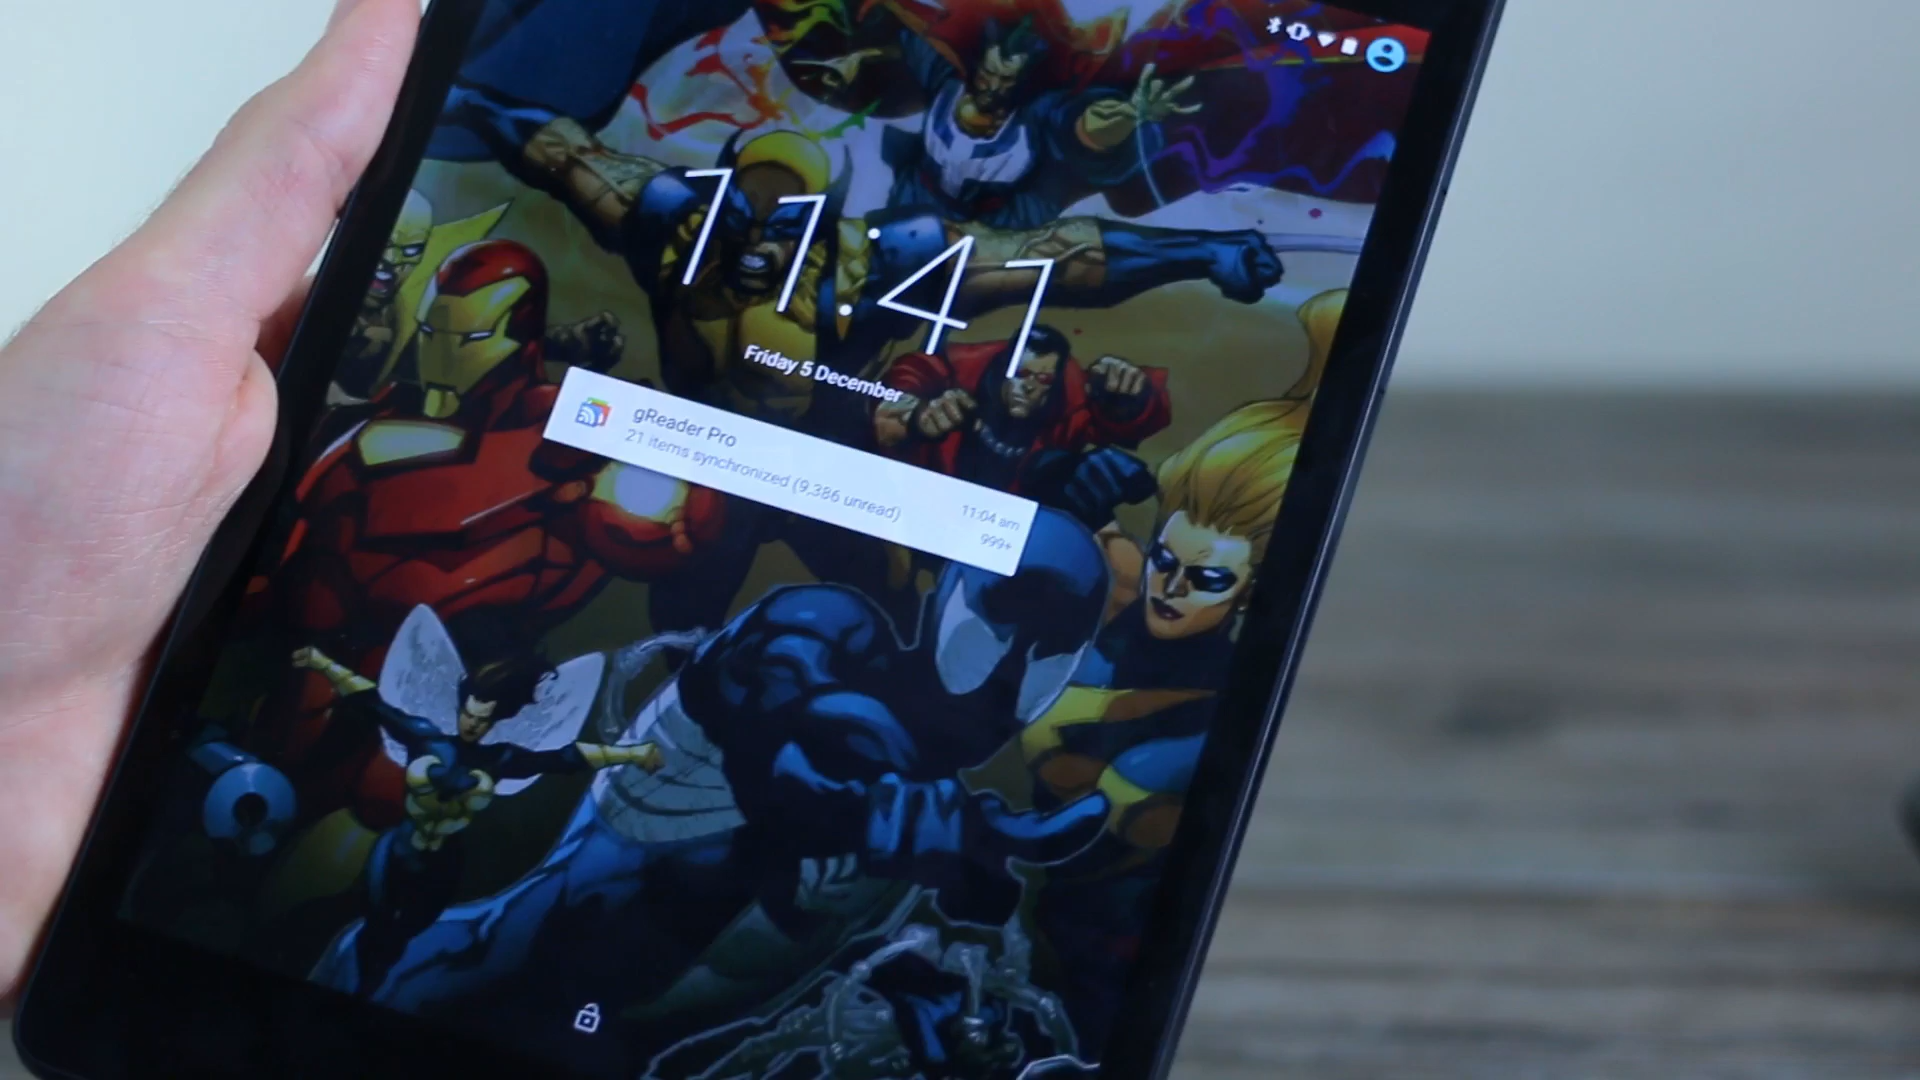 11:41
Friday 5 December
gReader Pro
21 items synchronized (9,386 unread)
11:04 am
999+